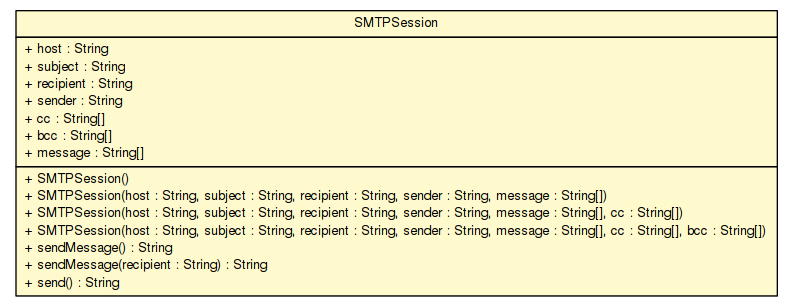 SMTPSession
+ host : String
+ subject : String
+ recipient : String
+ sender : String
+ cc : String[]
+ bcc : String[]
+ message : String[]
+ SMTPSession()
+ SMTPSession(host : String, subject : String, recipient : String, sender : String, message : String[])
+ SMTPSession(host : String, subject : String, recipient : String, sender : String, message : String[], cc : String[])
+ SMTPSession(host : String, subject : String, recipient : String, sender : String, message : String[], cc : String[], bcc : String[])
+ sendMessage() : String
+ sendMessage(recipient : String) : String
+ send() : String